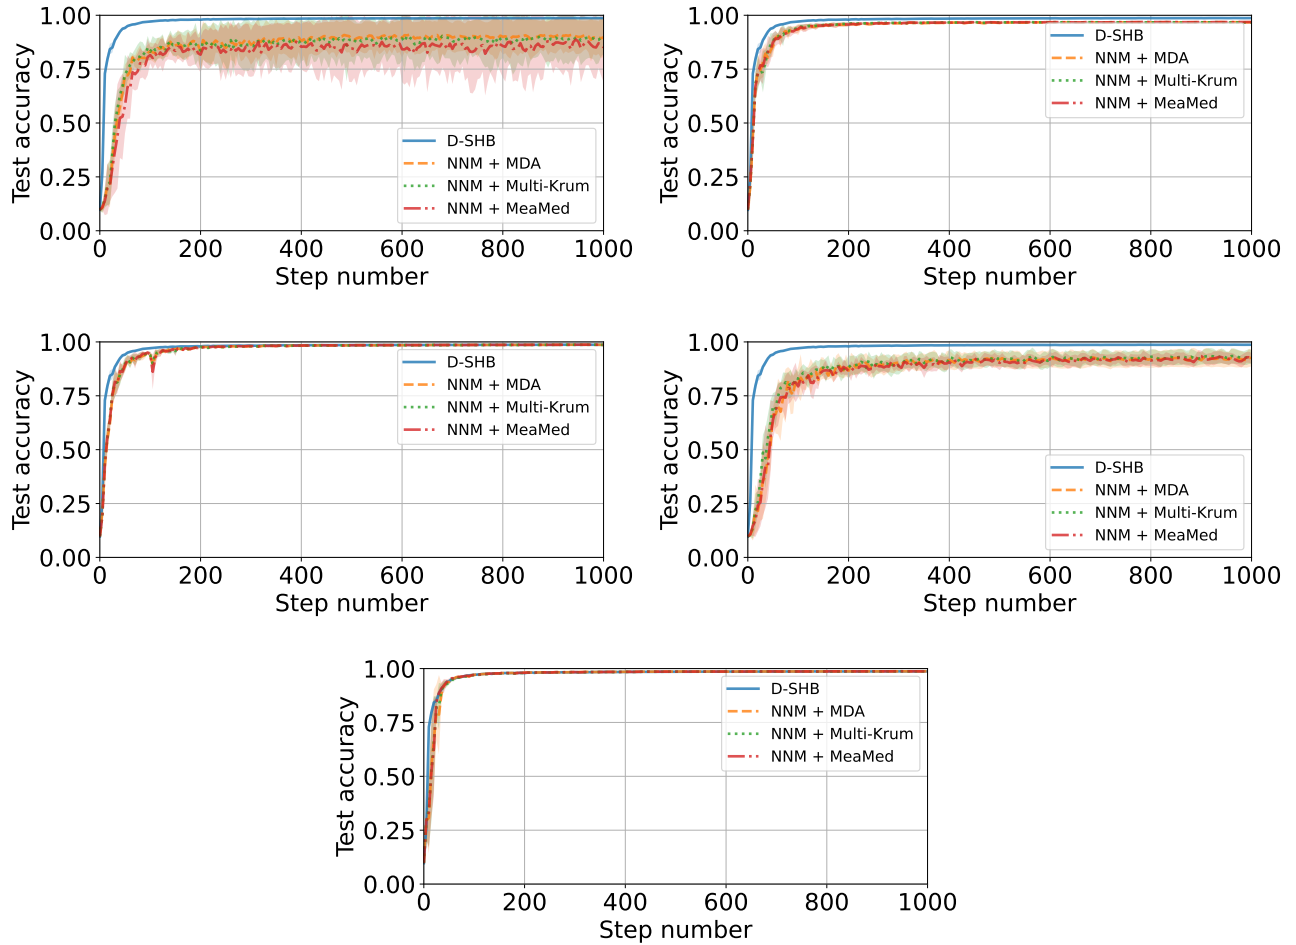 1.00
0.75
0.50
0.25
0.00
Test accuracy
D-SHB
NNM + MDA
NNM + Multi-Krum
NNM + MeaMed
0 200 400 600 800 1000
Step number
1.00
0.75
0.50
0.25
0.00
Test accuracy
D-SHB
NNM + MDA
NNM + Multi-Krum
NNM + MeaMed
0 200 400 600 800 1000
Step number
1.00
0.75
0.50
0.25
0.00
Test accuracy
D-SHB
NNM + MDA
NNM + Multi-Krum
NNM + MeaMed
0 200 400 600 800 1000
Step number
1.00
0.75
0.50
0.25
0.00
Test accuracy
D-SHB
NNM + MDA
NNM + Multi-Krum
NNM + MeaMed
0 200 400 600 800 1000
Step number
1.00
0.75
0.50
0.25
0.00
Test accuracy
D-SHB
NNM + MDA
NNM + Multi-Krum
NNM + MeaMed
0 200 400 600 800 1000
Step number